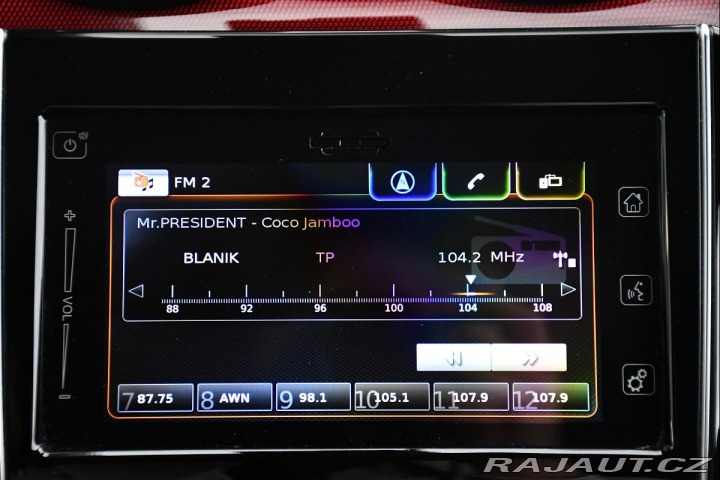 FM 2
Mr.PRESIDENT - Coco Jamboo
BLANIK TP 104.2 MHz
88 92 96 100 104 108
VOL
7 87.75 8 AWN 9 98.1 10 105.1 11 107.9 12 107.9
RAJAUT.CZ